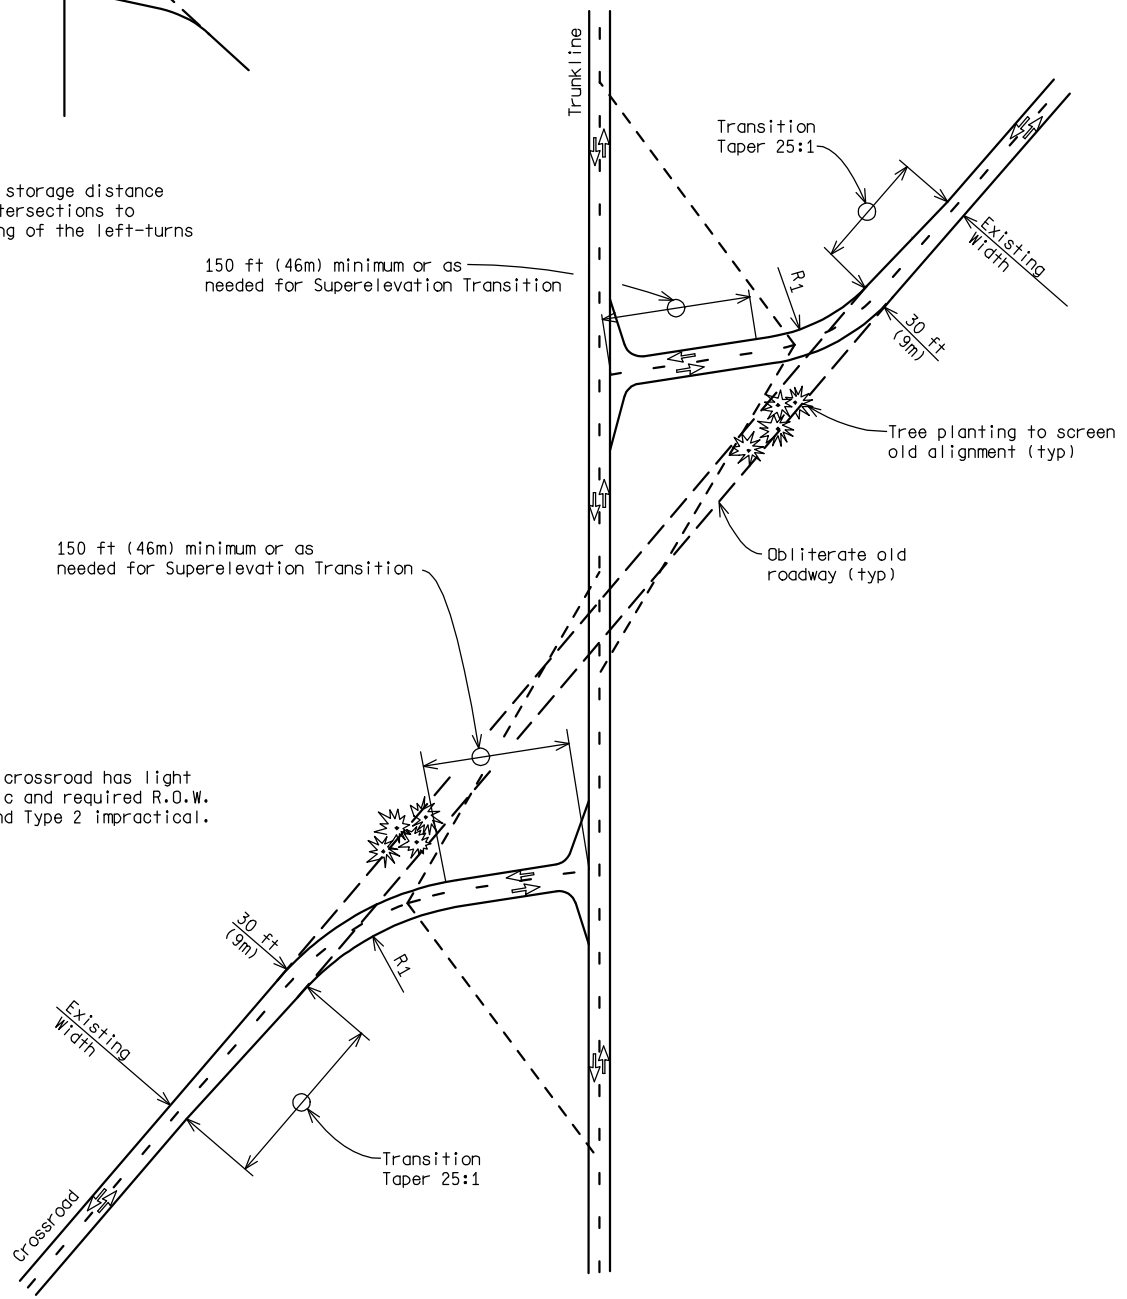 Trunkline
Transition
Taper 25:1
storage distance
tersections to
ng of the left-turns
Existing
Width
150 ft (46m) minimum or as
needed for Superelevation Transition
R1
30 ft
(9m)
Tree planting to screen
old alignment (typ)
150 ft (46m) minimum or as
needed for Superelevation Transition
Obliterate old
roadway (typ)
crossroad has light
c and required R.O.W.
nd Type 2 impractical.
30 ft
(9m)
R1
Existing
Width
Transition
Taper 25:1
Crossroad